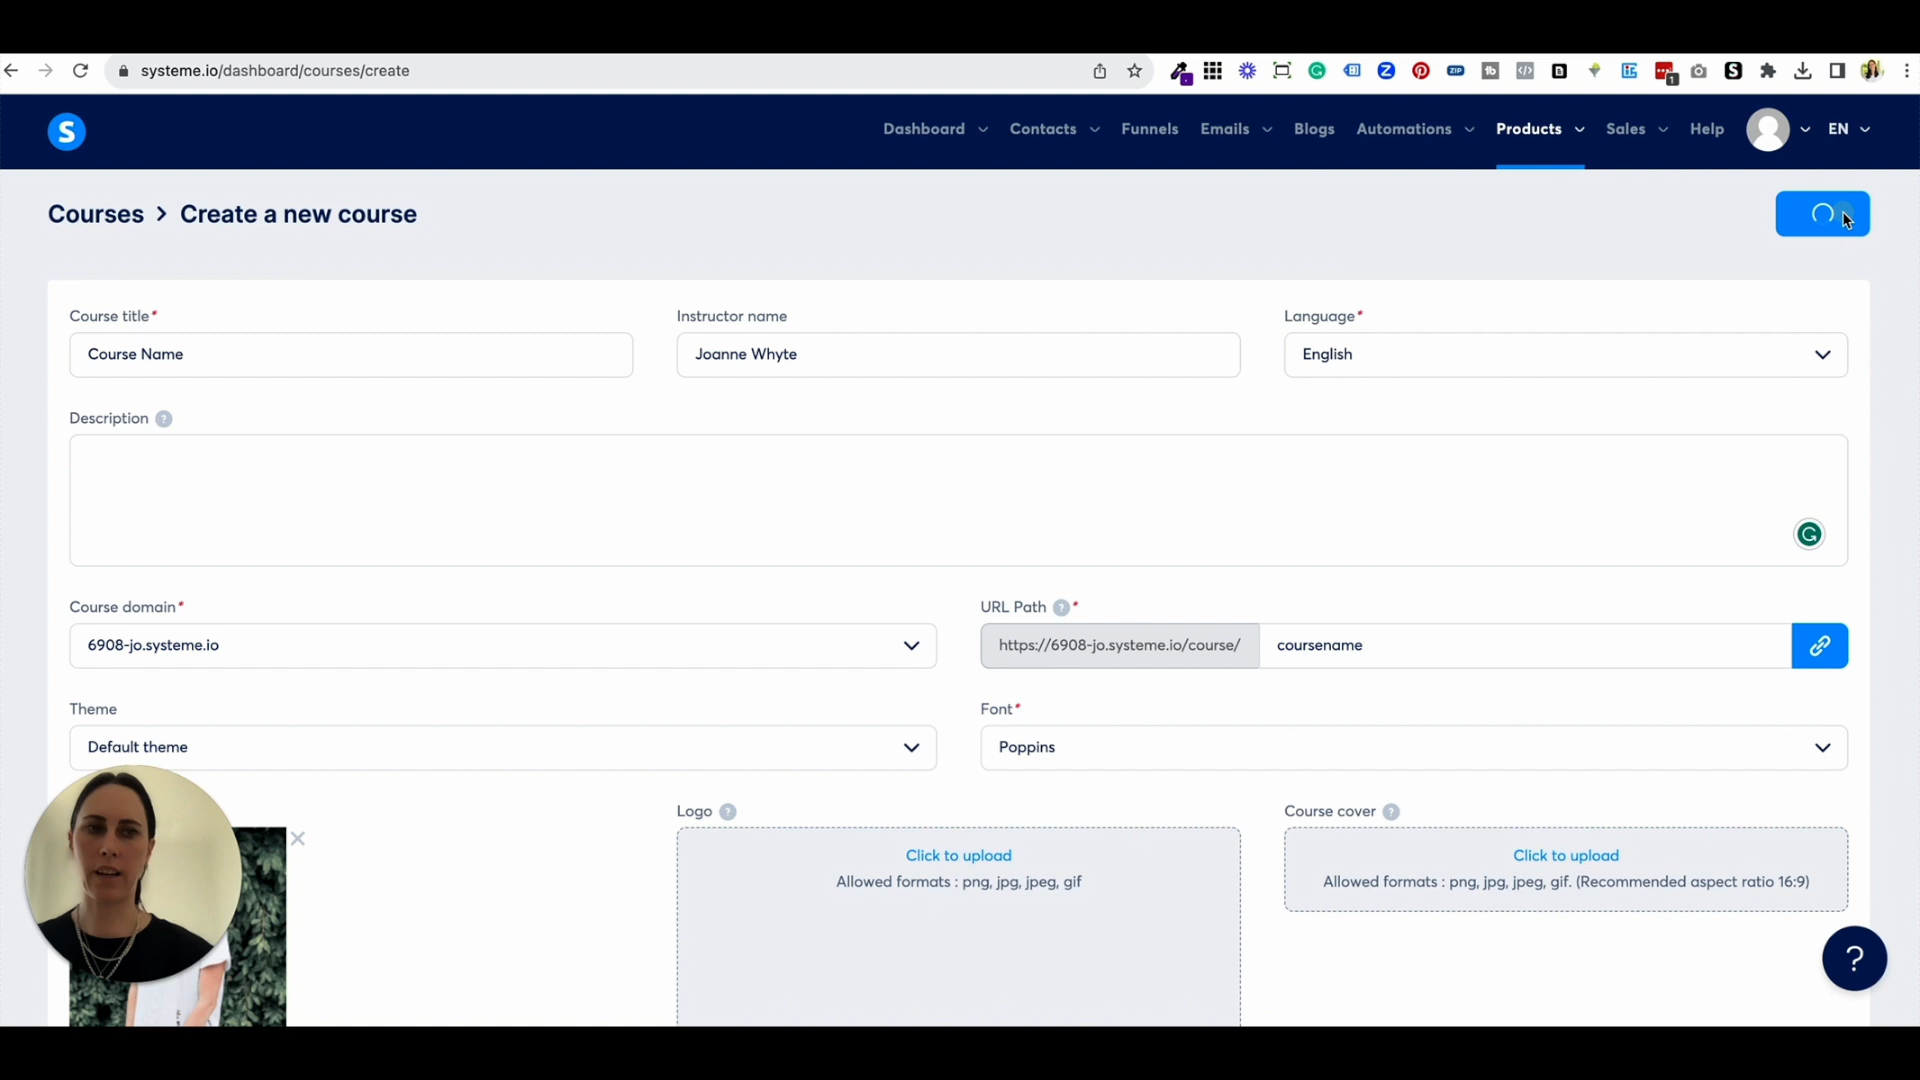 systeme.io/dashboard/courses/create
ZIP
1
S
Dashboard Contacts Funnels Emails Blogs Automations Products Sales Help EN
Courses > Create a new course
Course title*
Instructor name
Language*
Course Name
Joanne Whyte
English
Description ?
Course domain*
URL Path ? *
6908-jo.systeme.io
https://6908-jo.systeme.io/course/
coursename
Theme
Font*
Default theme
Poppins
Logo ?
Course cover ?
Click to upload
Allowed formats : png, jpg, jpeg, gif
Click to upload
Allowed formats : png, jpg, jpeg, gif. (Recommended aspect ratio 16:9)
?